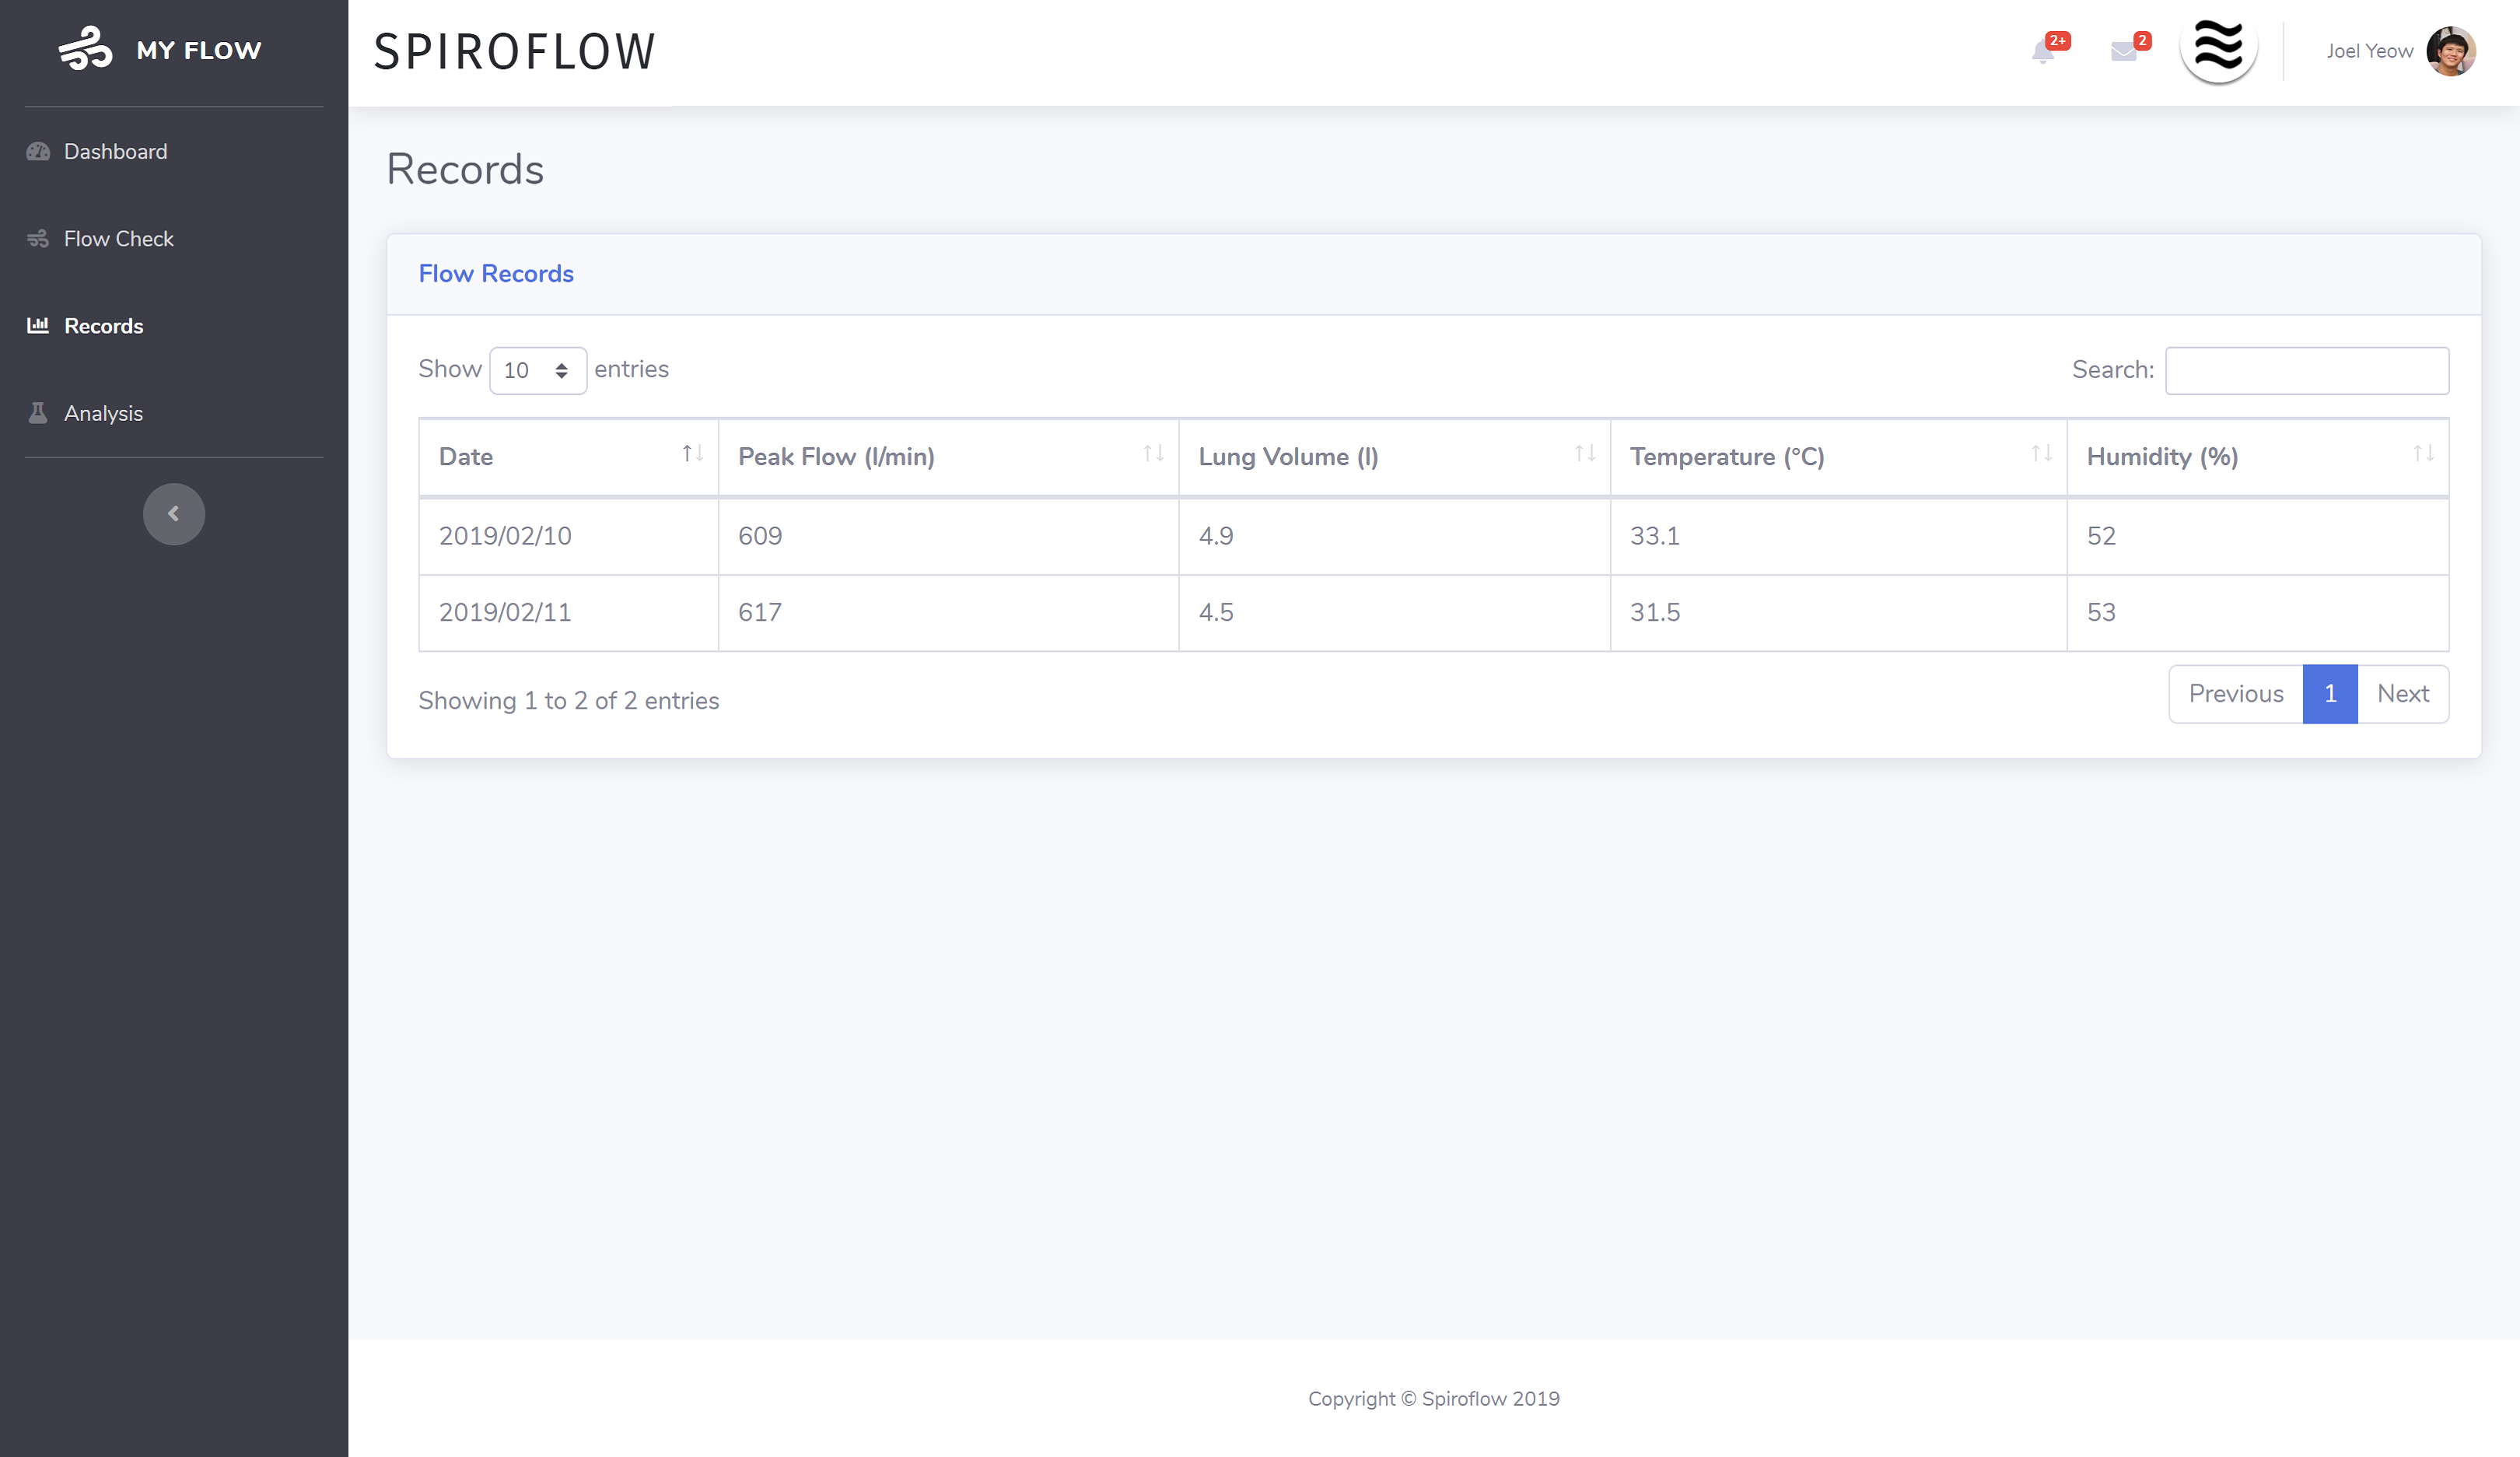 MY FLOW
SPIROFLOW
2+
2
Joel Yeow
Dashboard
Flow Check
Records
Analysis
Records
Flow Records
Show 10 entries
Search:
Date Peak Flow (l/min) Lung Volume (l) Temperature (°C) Humidity (%)
2019/02/10 609 4.9 33.1 52
2019/02/11 617 4.5 31.5 53
Showing 1 to 2 of 2 entries
Previous 1 Next
Copyright © Spiroflow 2019